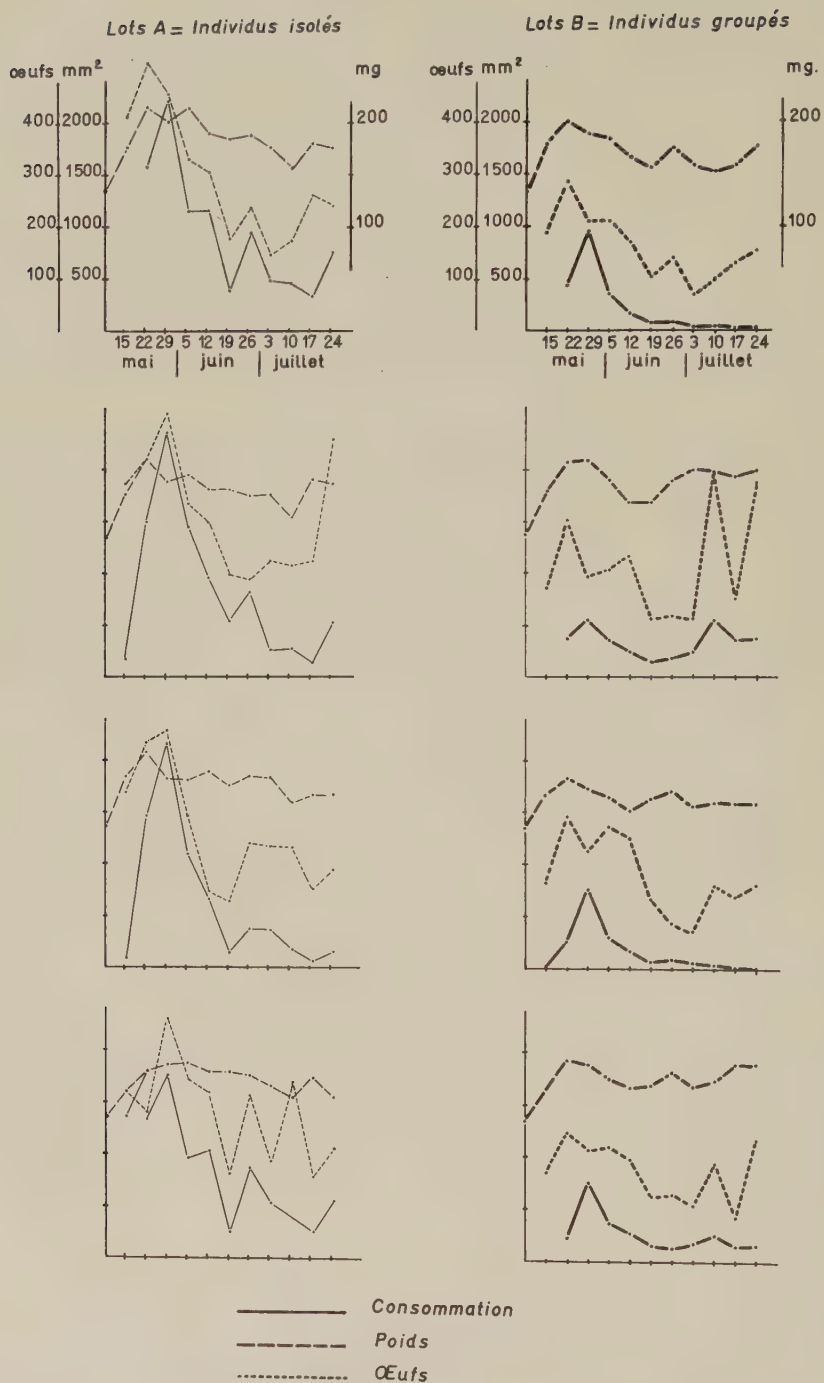 Lots A = Individus isolés
Lots B = Individus groupés
œufs mm² mg
œufs mm² mg.
400 2000 200
300 1500
200 1000 100
100 500
400 2000 200
300 1500
200 1000 100
100 500
15 22 29 5 12 19 26 3 10 17 24
mai juin juillet
15 22 29 5 12 19 26 3 10 17 24
mai juin juillet
Consommation
Poids
Œufs